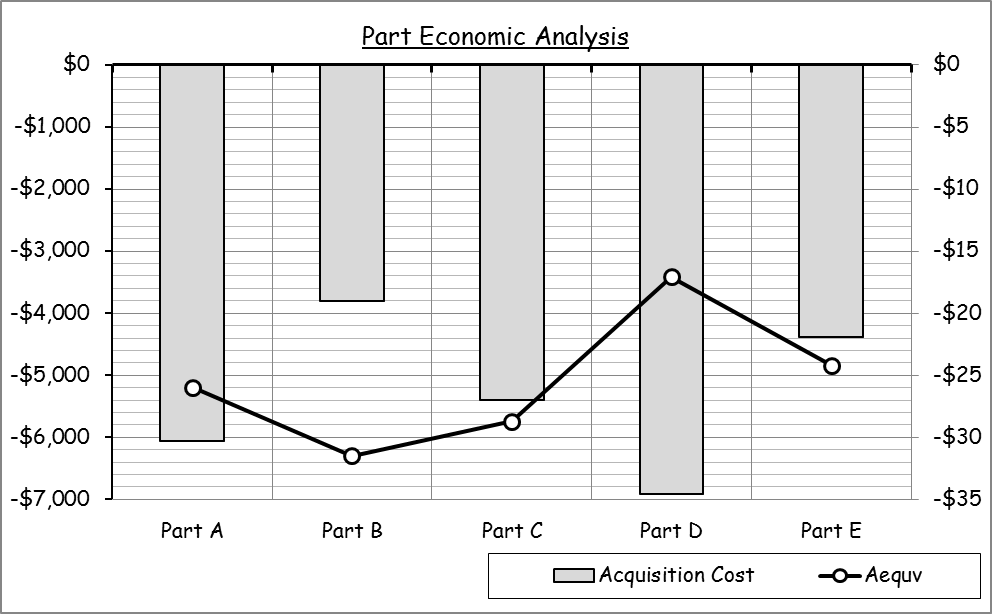 Part Economic Analysis
$0 $0
-$1,000 -$5
-$2,000 -$10
-$3,000 -$15
-$4,000 -$20
-$5,000 -$25
-$6,000 -$30
-$7,000 -$35
Part A Part B Part C Part D Part E
Acquisition Cost Aequv